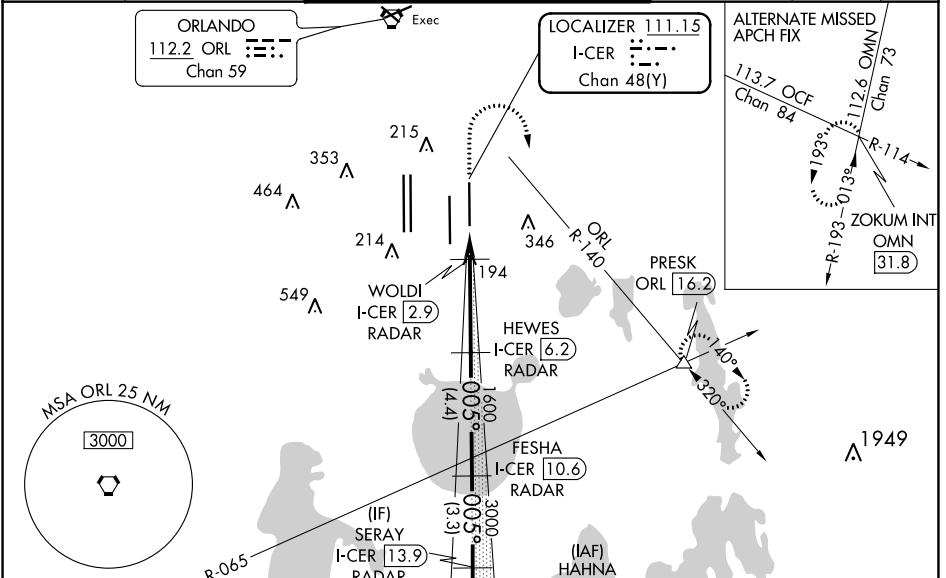 ORLANDO
112.2 ORL
Chan 59
Exec
LOCALIZER 111.15
I-CER
Chan 48(Y)
ALTERNATE MISSED
APCH FIX
113.7 OCF
Chan 84
112.6 OMN
Chan 73
R-114
193°
013°
R-193
ZOKUM INT
OMN
31.8
215
353
464
214
549
346
194
ORL
R-140
PRESK
ORL 16.2
140°
320°
WOLDI
I-CER 2.9
RADAR
HEWES
I-CER 6.2
RADAR
1600
005°
(4.4)
MSA ORL 25 NM
3000
FESHA
I-CER 10.6
RADAR
1949
3000
005°
(3.3)
(IF)
SERAY
I-CER 13.9
RADAR
R-065
(IAF)
HAHNA